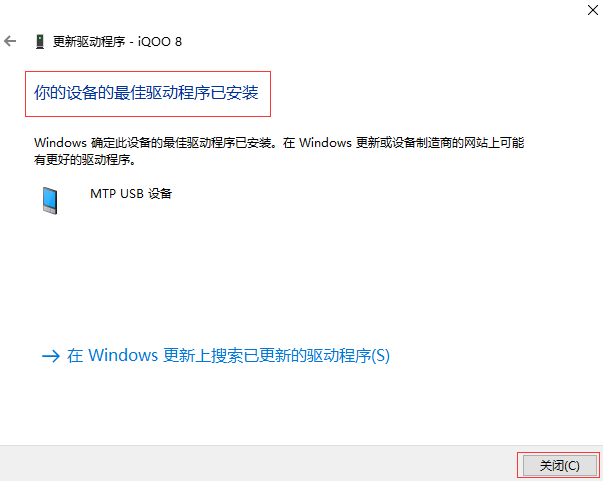 更新驱动程序 - iQOO 8
你的设备的最佳驱动程序已安装
Windows 确定此设备的最佳驱动程序已安装。在 Windows 更新或设备制造商的网站上可能
有更好的驱动程序。
MTP USB 设备
在 Windows 更新上搜索已更新的驱动程序(S)
关闭(C)